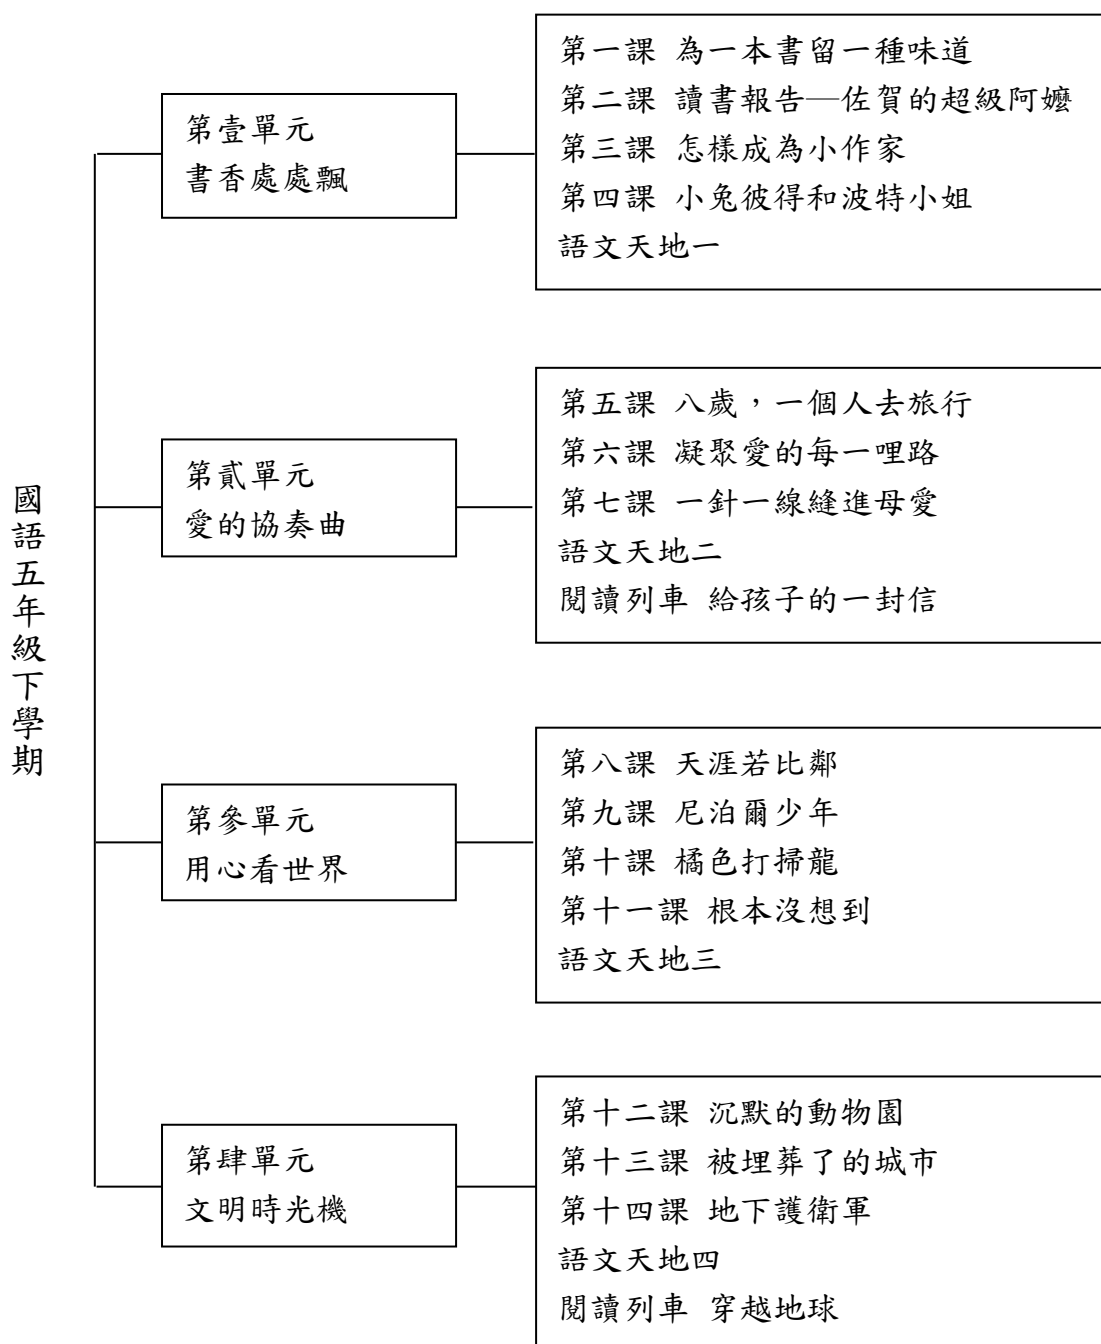 國語五年級下學期
第壹單元
書香處處飄
第一課 為一本書留一種味道
第二課 讀書報告─佐賀的超級阿嬤
第三課 怎樣成為小作家
第四課 小兔彼得和波特小姐
語文天地一
第貳單元
愛的協奏曲
第五課 八歲，一個人去旅行
第六課 凝聚愛的每一哩路
第七課 一針一線縫進母愛
語文天地二
閱讀列車 給孩子的一封信
第參單元
用心看世界
第八課 天涯若比鄰
第九課 尼泊爾少年
第十課 橘色打掃龍
第十一課 根本沒想到
語文天地三
第肆單元
文明時光機
第十二課 沉默的動物園
第十三課 被埋葬了的城市
第十四課 地下護衛軍
語文天地四
閱讀列車 穿越地球